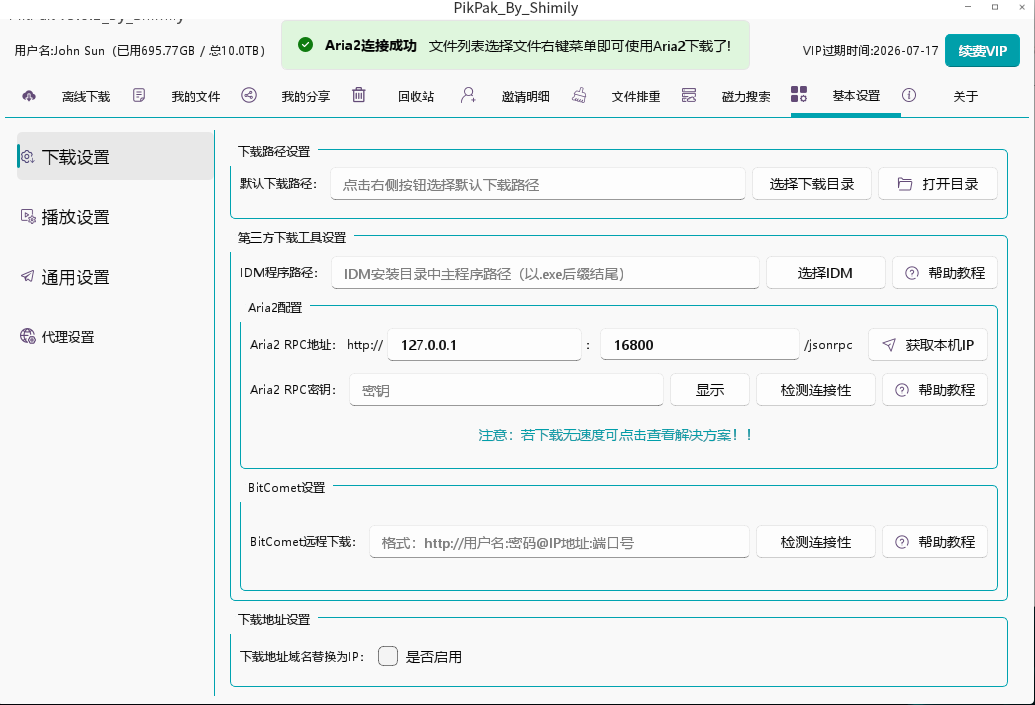 PikPak_By_Shimily
用户名:John Sun（已用695.77GB / 总10.0TB）
Aria2连接成功 文件列表选择文件右键菜单即可使用Aria2下载了!
VIP过期时间:2026-07-17
续费VIP
离线下载 我的文件 我的分享 回收站 邀请明细 文件排重 磁力搜索 基本设置 关于
下载设置
播放设置
通用设置
代理设置
下载路径设置
默认下载路径: 点击右侧按钮选择默认下载路径 选择下载目录 打开目录
第三方下载工具设置
IDM程序路径: IDM安装目录中主程序路径（以.exe后缀结尾） 选择IDM 帮助教程
Aria2配置
Aria2 RPC地址: http:// 127.0.0.1 : 16800 /jsonrpc 获取本机IP
Aria2 RPC密钥: 密钥 显示 检测连接性 帮助教程
注意：若下载无速度可点击查看解决方案！！
BitComet设置
BitComet远程下载: 格式：http://用户名:密码@IP地址:端口号 检测连接性 帮助教程
下载地址设置
下载地址域名替换为IP: 是否启用